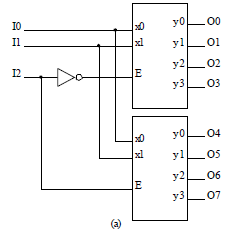 I0 x0 y0 O0
I1 x1 y1 O1
y2 O2
I2 E y3 O3
x0 y0 O4
x1 y1 O5
y2 O6
E y3 O7
(a)